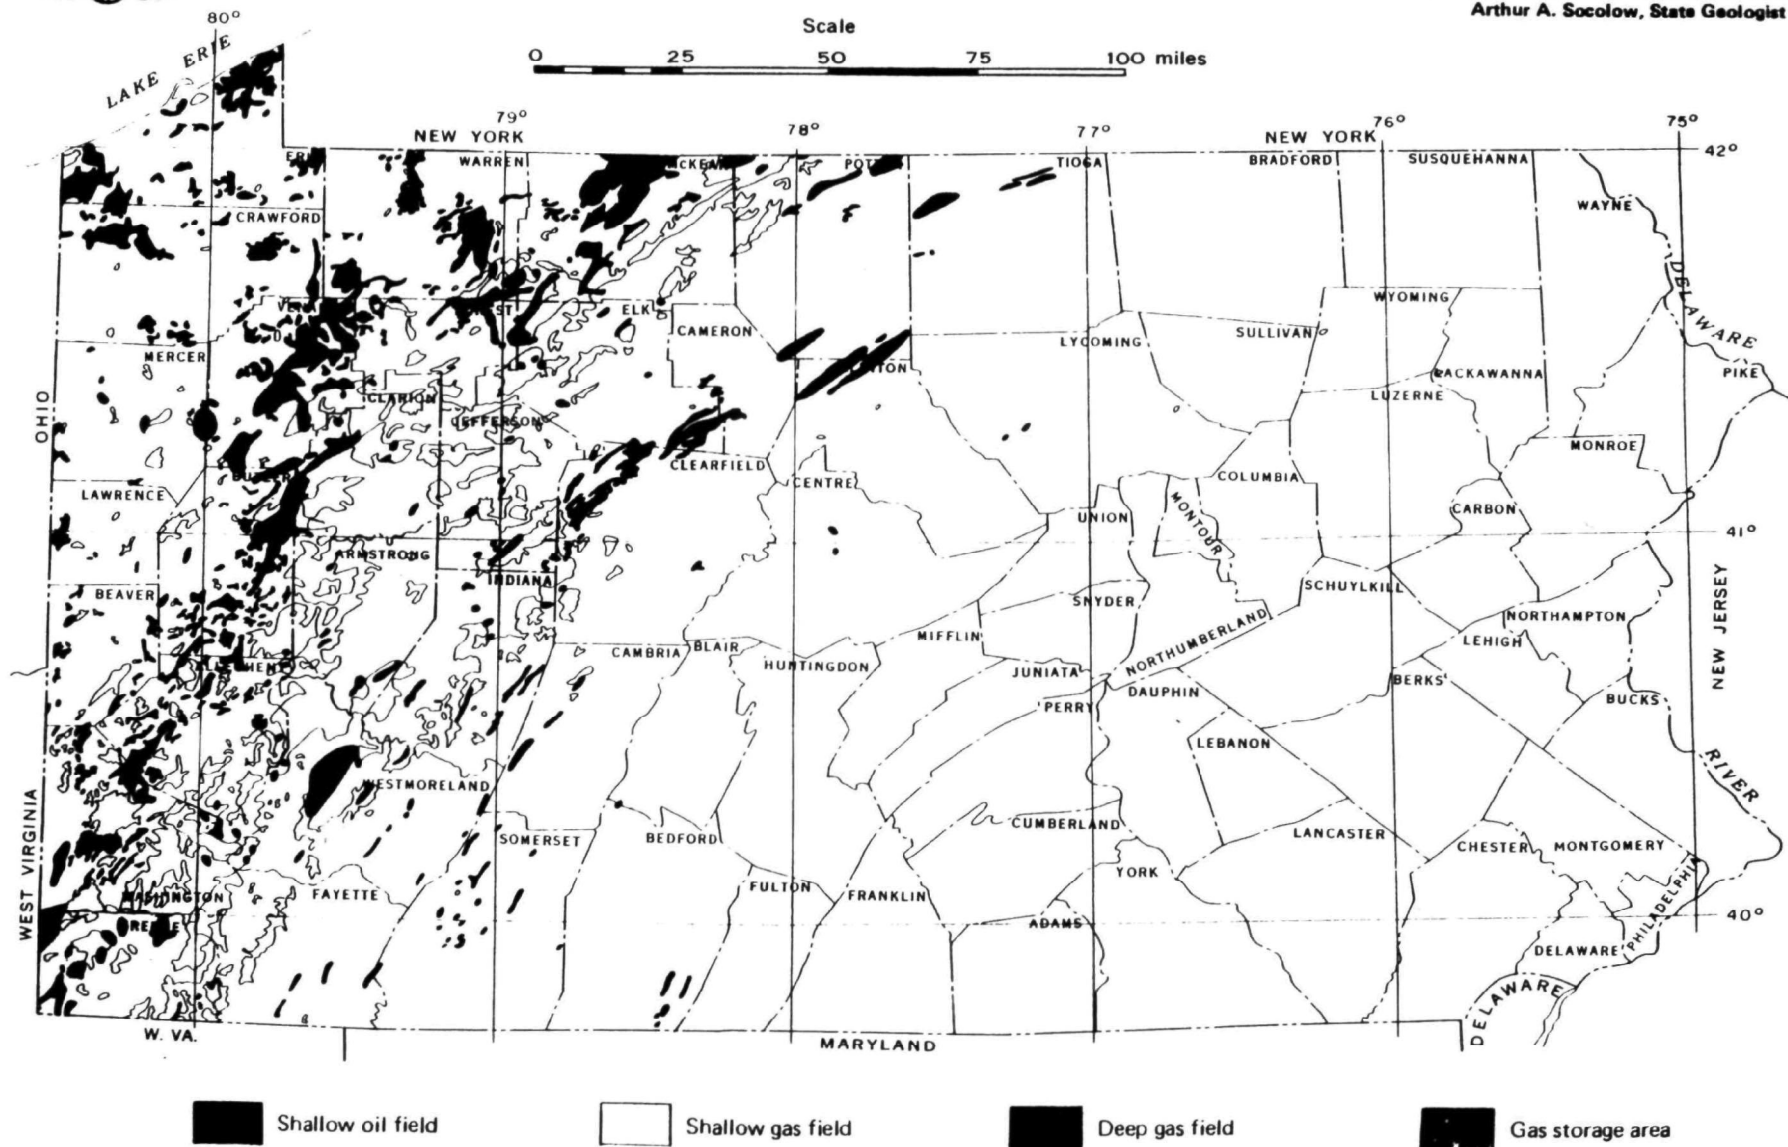 Arthur A. Socolow, State Geologist
Scale
0 25 50 75 100 miles
80°
79°
78°
77°
76°
75°
LAKE ERIE
NEW YORK
NEW YORK
42°
WARREN
TIOGA
BRADFORD
SUSQUEHANNA
WAYNE
CRAWFORD
DELAWARE
WYOMING
ELK
CAMERON
SULLIVAN
LYCOMING
MERCER
PIKE
CLARION
JEFFERSON
LUZERNE
OHIO
MONROE
CLEARFIELD
LAWRENCE
CENTRE
COLUMBIA
CARBON
UNION
MONTOUR
41°
ARMSTRONG
INDIANA
BEAVER
SCHUYLKILL
SNYDER
NORTHAMPTON
NEW JERSEY
MIFFLIN
NORTHUMBERLAND
LEHIGH
CAMBRIA
BLAIR
HUNTINGDON
JUNIATA
BERKS
DAUPHIN
BUCKS
PERRY
LEBANON
RIVER
WESTMORELAND
WEST VIRGINIA
CUMBERLAND
LANCASTER
SOMERSET
BEDFORD
CHESTER
MONTGOMERY
YORK
FAYETTE
FULTON
FRANKLIN
WASHINGTON
PHILADELPHIA
40°
ADAMS
DELAWARE
DELAWARE
W. VA.
MARYLAND
Shallow oil field
Shallow gas field
Deep gas field
Gas storage area